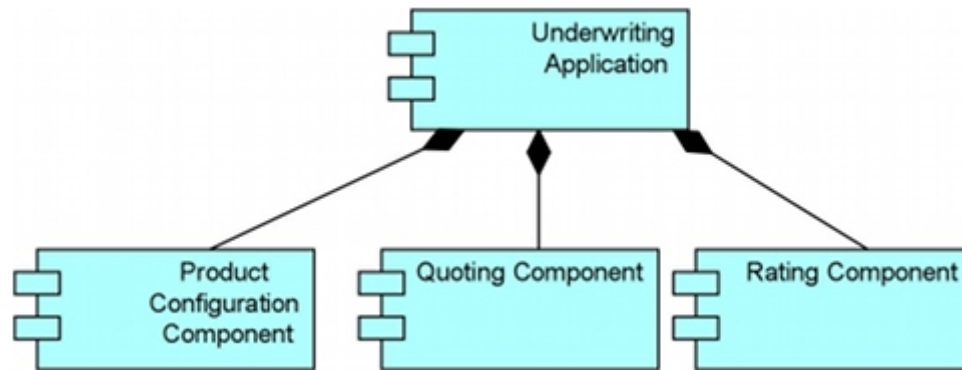 Underwriting
Application
Product
Configuration
Component
Quoting Component
Rating Component